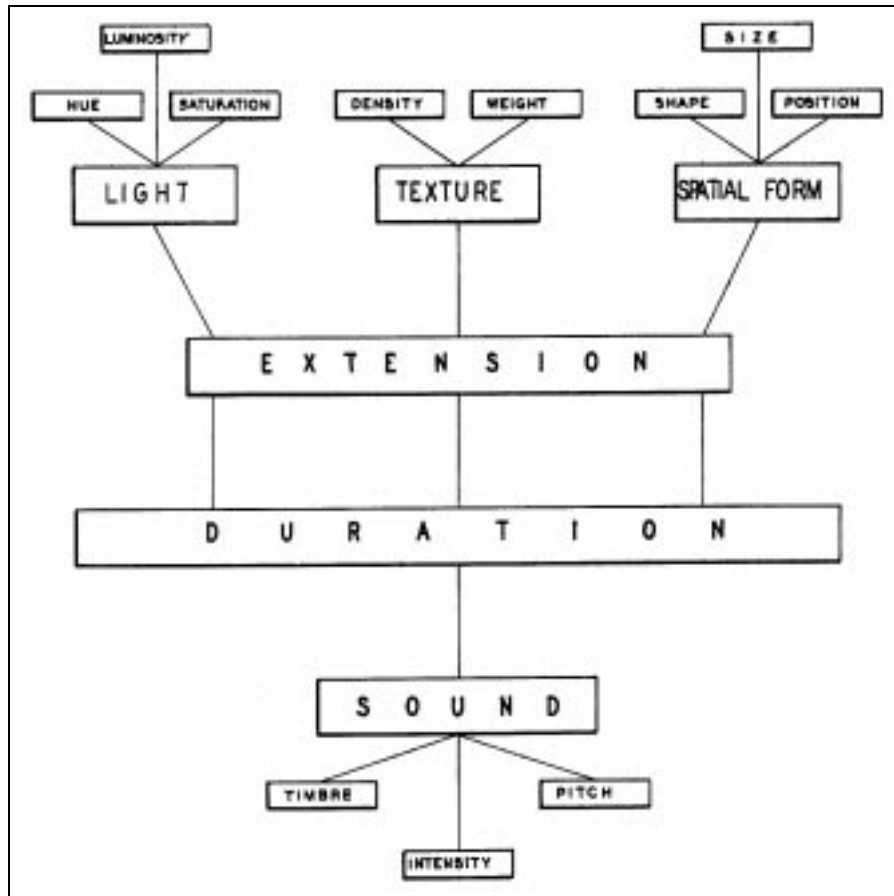 LUMINOSITY
SIZE
HUE
SATURATION
DENSITY
WEIGHT
SHAPE
POSITION
LIGHT
TEXTURE
SPATIAL FORM
EXTENSION
DURATION
SOUND
TIMBRE
PITCH
INTENSITY